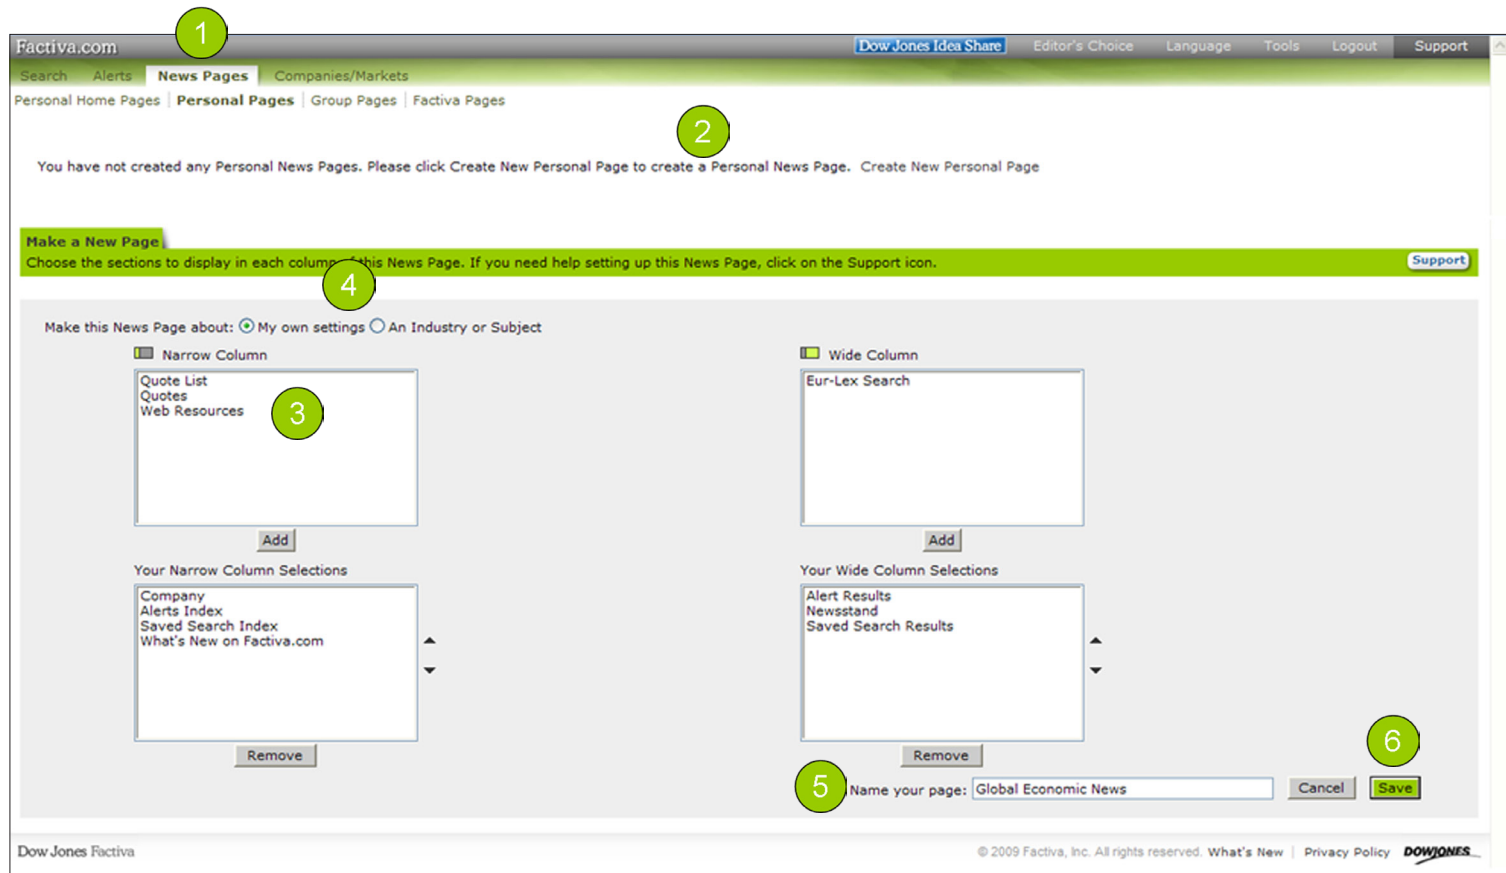 1
Factiva.com Dow Jones Idea Share Editor's Choice Language Tools Logout Support
Search Alerts News Pages Companies/Markets
Personal Home Pages Personal Pages Group Pages Factiva Pages
2
You have not created any Personal News Pages. Please click Create New Personal Page to create a Personal News Page. Create New Personal Page
Make a New Page
Choose the sections to display in each column of this News Page. If you need help setting up this News Page, click on the Support icon. Support
4
Make this News Page about: My own settings An Industry or Subject
Narrow Column Wide Column
Quote List Eur-Lex Search
Quotes
Web Resources
3
Add Add
Your Narrow Column Selections Your Wide Column Selections
Company Alert Results
Alerts Index Newsstand
Saved Search Index Saved Search Results
What's New on Factiva.com
Remove Remove
6
5 Name your page: Global Economic News Cancel Save
Dow Jones Factiva © 2009 Factiva, Inc. All rights reserved. What's New Privacy Policy DOWJONES